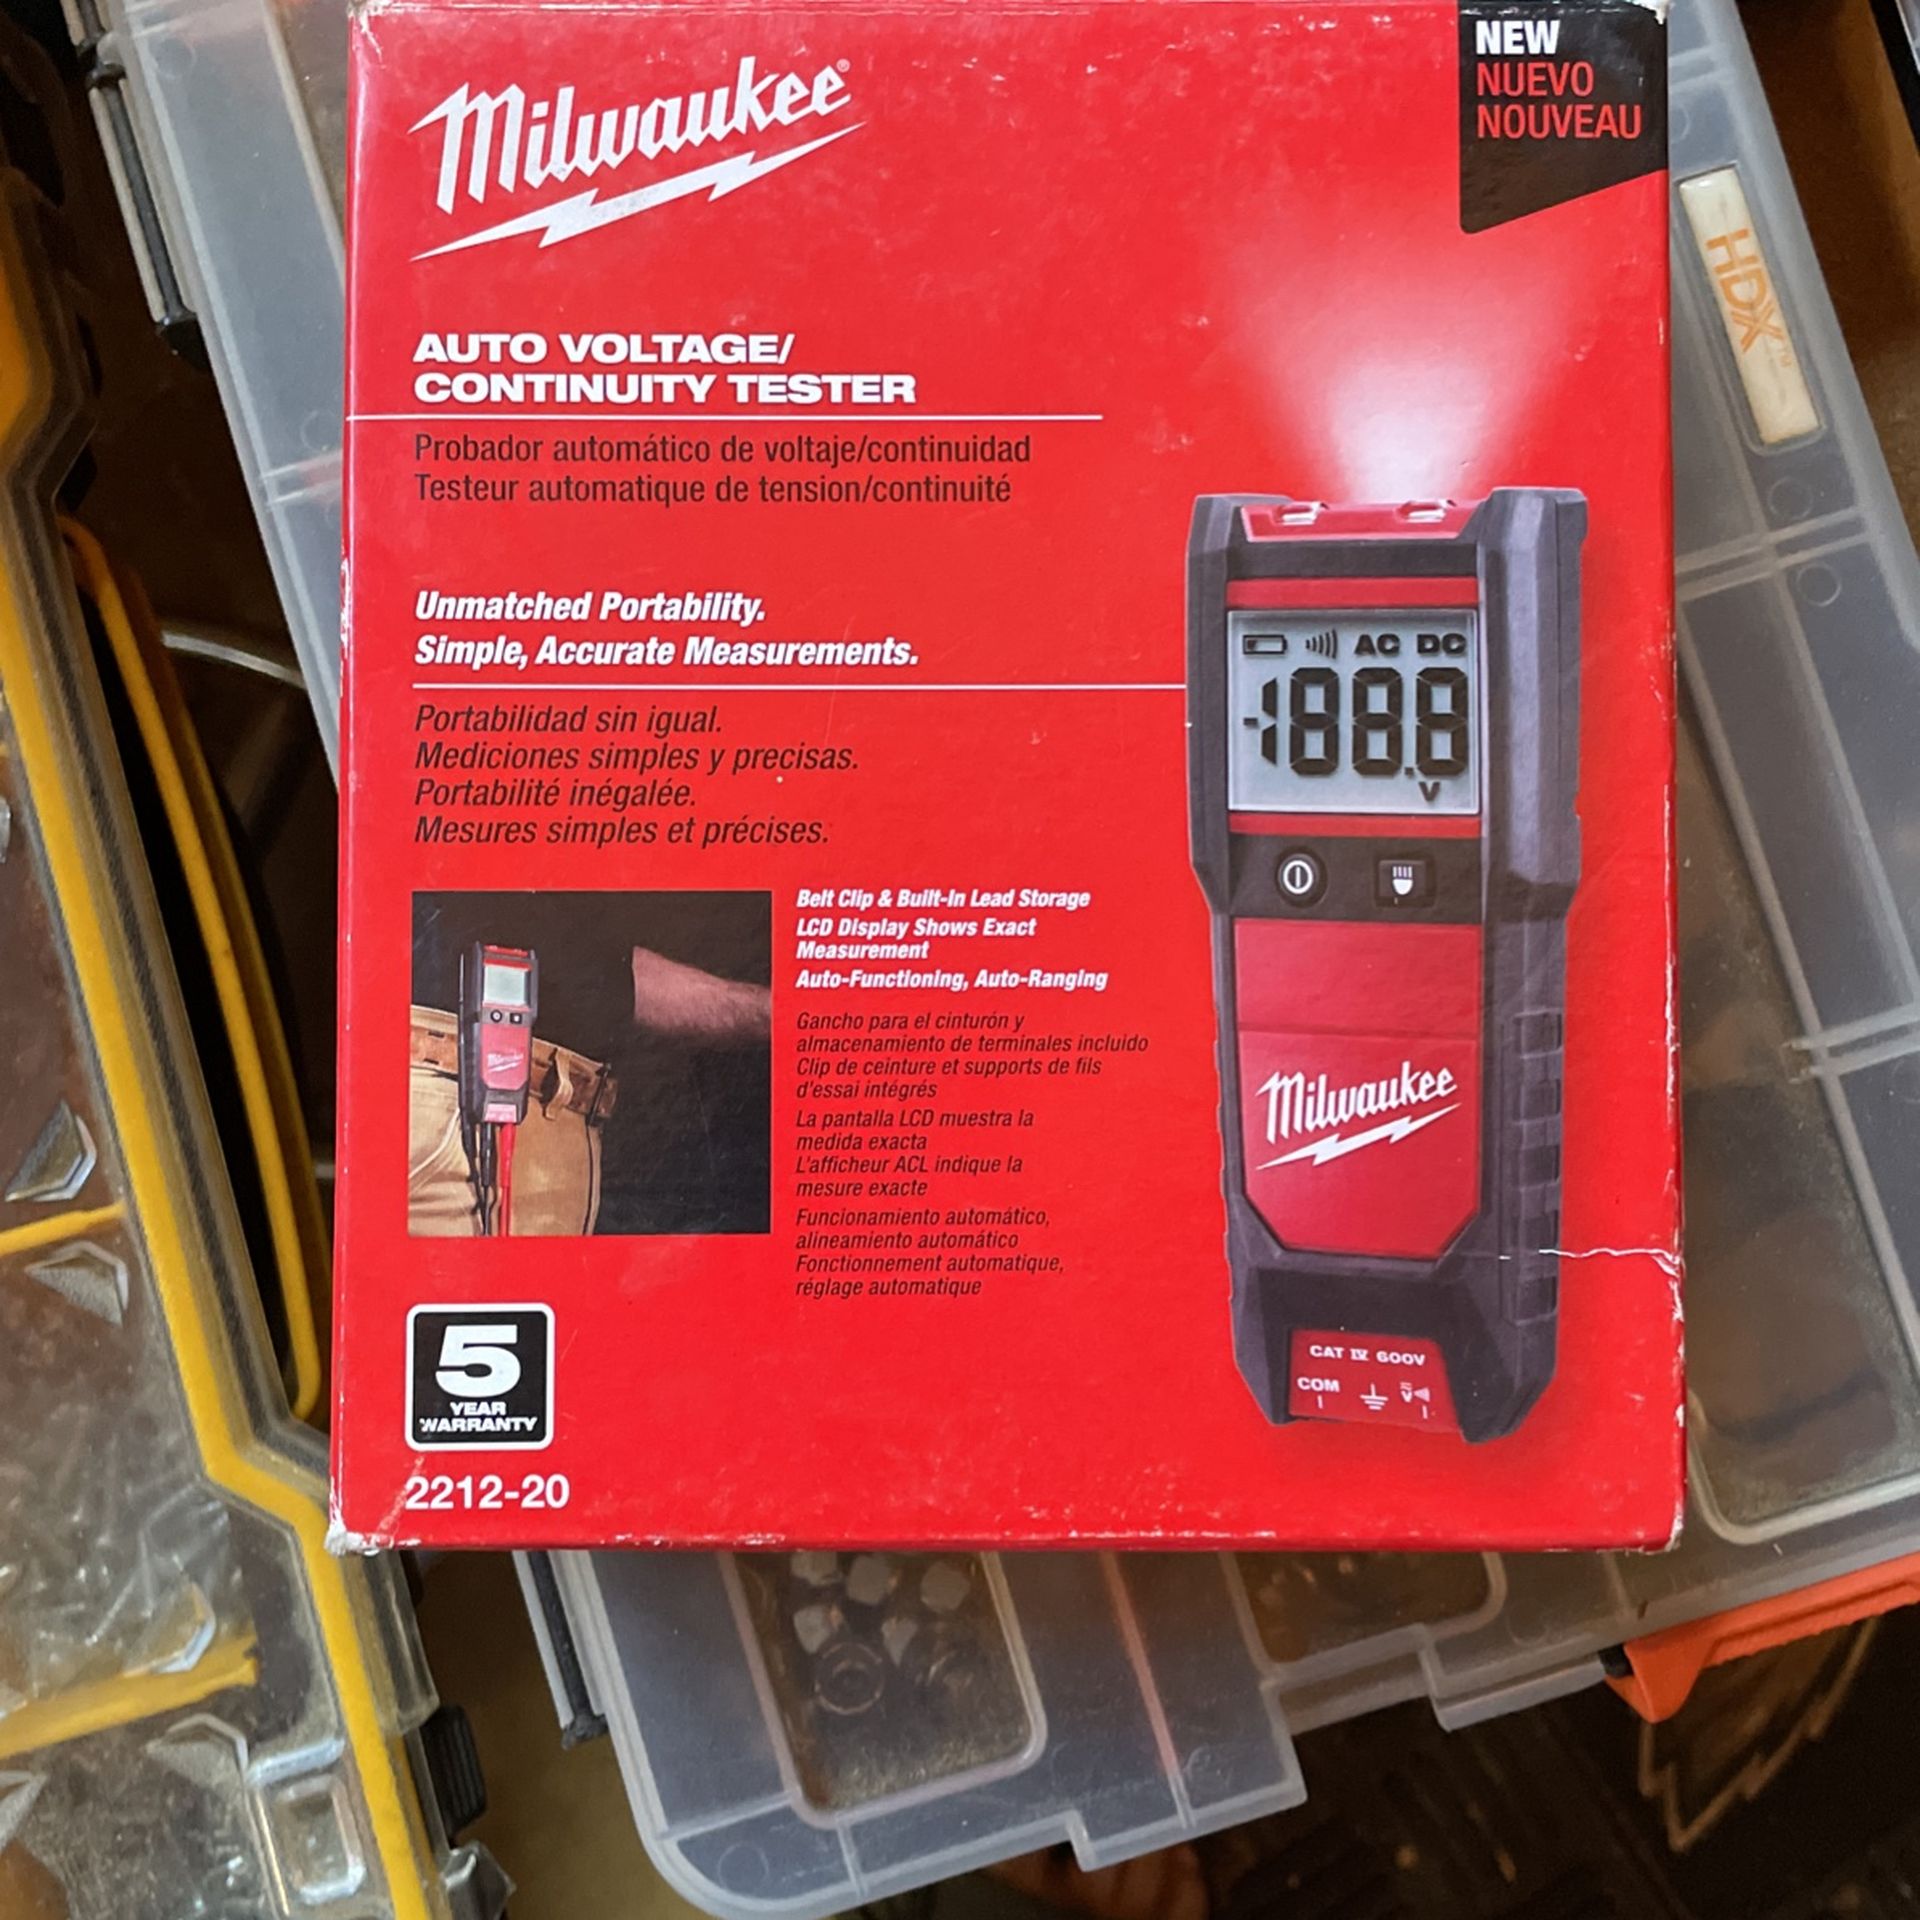 Milwaukee®
NEW
NUEVO
NOUVEAU
HDX™
AUTO VOLTAGE/
CONTINUITY TESTER
Probador automático de voltaje/continuidad
Testeur automatique de tension/continuité
Unmatched Portability.
Simple, Accurate Measurements.
Portabilidad sin igual.
Mediciones simples y precisas.
Portabilité inégalée.
Mesures simples et précises.
AC DC
-188.8
V
Belt Clip & Built-In Lead Storage
LCD Display Shows Exact
Measurement
Auto-Functioning, Auto-Ranging
Gancho para el cinturón y
almacenamiento de terminales incluido
Clip de ceinture et supports de fils
d'essai intégrés
La pantalla LCD muestra la
medida exacta
L'afficheur ACL indique la
mesure exacte
Funcionamiento automático,
alineamiento automático
Fonctionnement automatique,
réglage automatique
Milwaukee
Milwaukee
CAT IV 600V
COM
V
5
YEAR
WARRANTY
2212-20